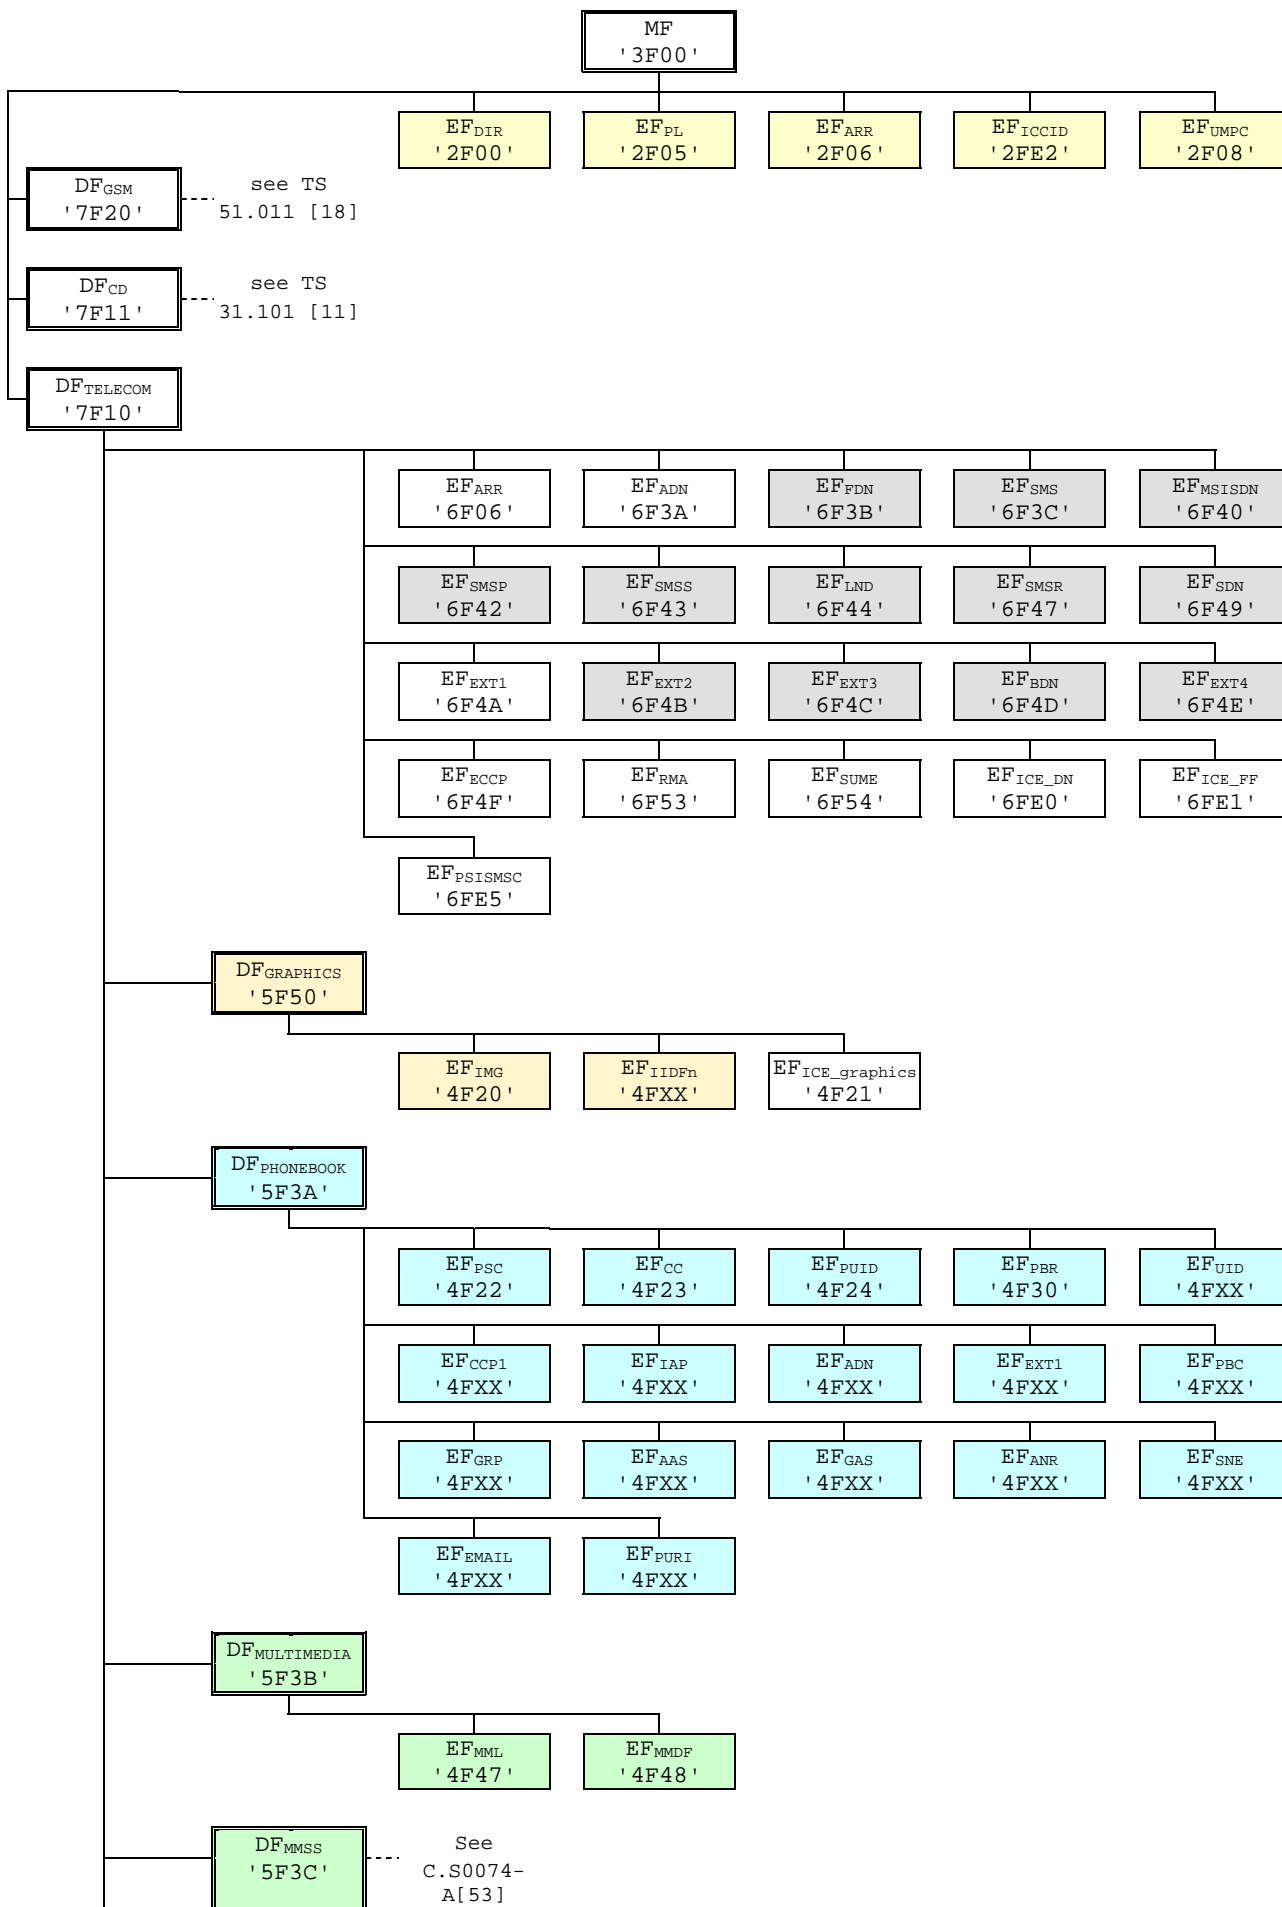 MF
'3F00'
EFDIR
'2F00'
EFPL
'2F05'
EFARR
'2F06'
EFICCID
'2FE2'
EFUMPC
'2F08'
DFGSM
'7F20'
see TS
51.011 [18]
DFCD
'7F11'
see TS
31.101 [11]
DFTELECOM
'7F10'
EFARR
'6F06'
EFADN
'6F3A'
EFFDN
'6F3B'
EFSMS
'6F3C'
EFMSISDN
'6F40'
EFSMSP
'6F42'
EFSMSS
'6F43'
EFLND
'6F44'
EFSMSR
'6F47'
EFSDN
'6F49'
EFEXT1
'6F4A'
EFEXT2
'6F4B'
EFEXT3
'6F4C'
EFBDN
'6F4D'
EFEXT4
'6F4E'
EFECCP
'6F4F'
EFRMA
'6F53'
EFSUME
'6F54'
EFICE_DN
'6FE0'
EFICE_FF
'6FE1'
EFPSISMSC
'6FE5'
DFGRAPHICS
'5F50'
EFIMG
'4F20'
EFIIDFn
'4FXX'
EFICE_graphics
'4F21'
DFPHONEBOOK
'5F3A'
EFPSC
'4F22'
EFCC
'4F23'
EFPUID
'4F24'
EFPBR
'4F30'
EFUID
'4FXX'
EFCCP1
'4FXX'
EFIAP
'4FXX'
EFADN
'4FXX'
EFEXT1
'4FXX'
EFPBC
'4FXX'
EFGRP
'4FXX'
EFAAS
'4FXX'
EFGAS
'4FXX'
EFANR
'4FXX'
EFSNE
'4FXX'
EFEMAIL
'4FXX'
EFPURI
'4FXX'
DFMULTIMEDIA
'5F3B'
EFMML
'4F47'
EFMMDF
'4F48'
DFMMSS
'5F3C'
See
C.S0074-
A[53]